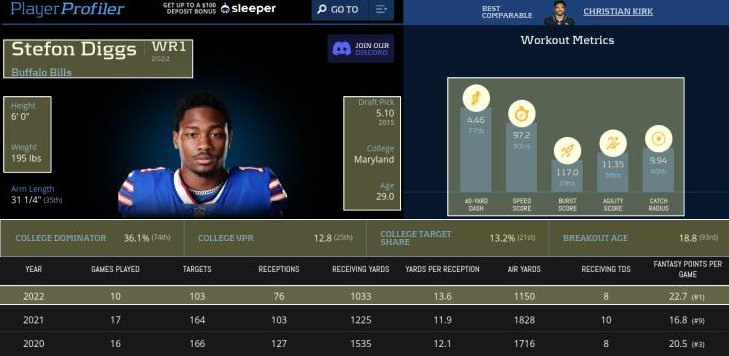 PlayerProfiler
GET UP TO A $100
DEPOSIT BONUS
sleeper
GO TO
BEST
COMPARABLE
CHRISTIAN KIRK
Stefon Diggs WR1
2022
Buffalo Bills
JOIN OUR
DISCORD
Height
6' 0"
Weight
195 lbs
Arm Length
31 1/4" (35th)
Draft Pick
5.10
2015
College
Maryland
Age
29.0
Workout Metrics
4.46
77th
97.2
63rd
117.0
29th
11.35
9.94
40th
40-YARD
DASH
SPEED
SCORE
BURST
SCORE
AGILITY
SCORE
CATCH
RADIUS
COLLEGE DOMINATOR 36.1% (74th)
COLLEGE YPR 12.8 (25th)
COLLEGE TARGET
SHARE 13.2% (21st)
BREAKOUT AGE 18.8 (93rd)
YEAR GAMES PLAYED TARGETS RECEPTIONS RECEIVING YARDS YARDS PER RECEPTION AIR YARDS RECEIVING TDS FANTASY POINTS PER GAME
2022 10 103 76 1033 13.6 1150 8 22.7 (#1)
2021 17 164 103 1225 11.9 1828 10 16.8 (#9)
2020 16 166 127 1535 12.1 1716 8 20.5 (#3)